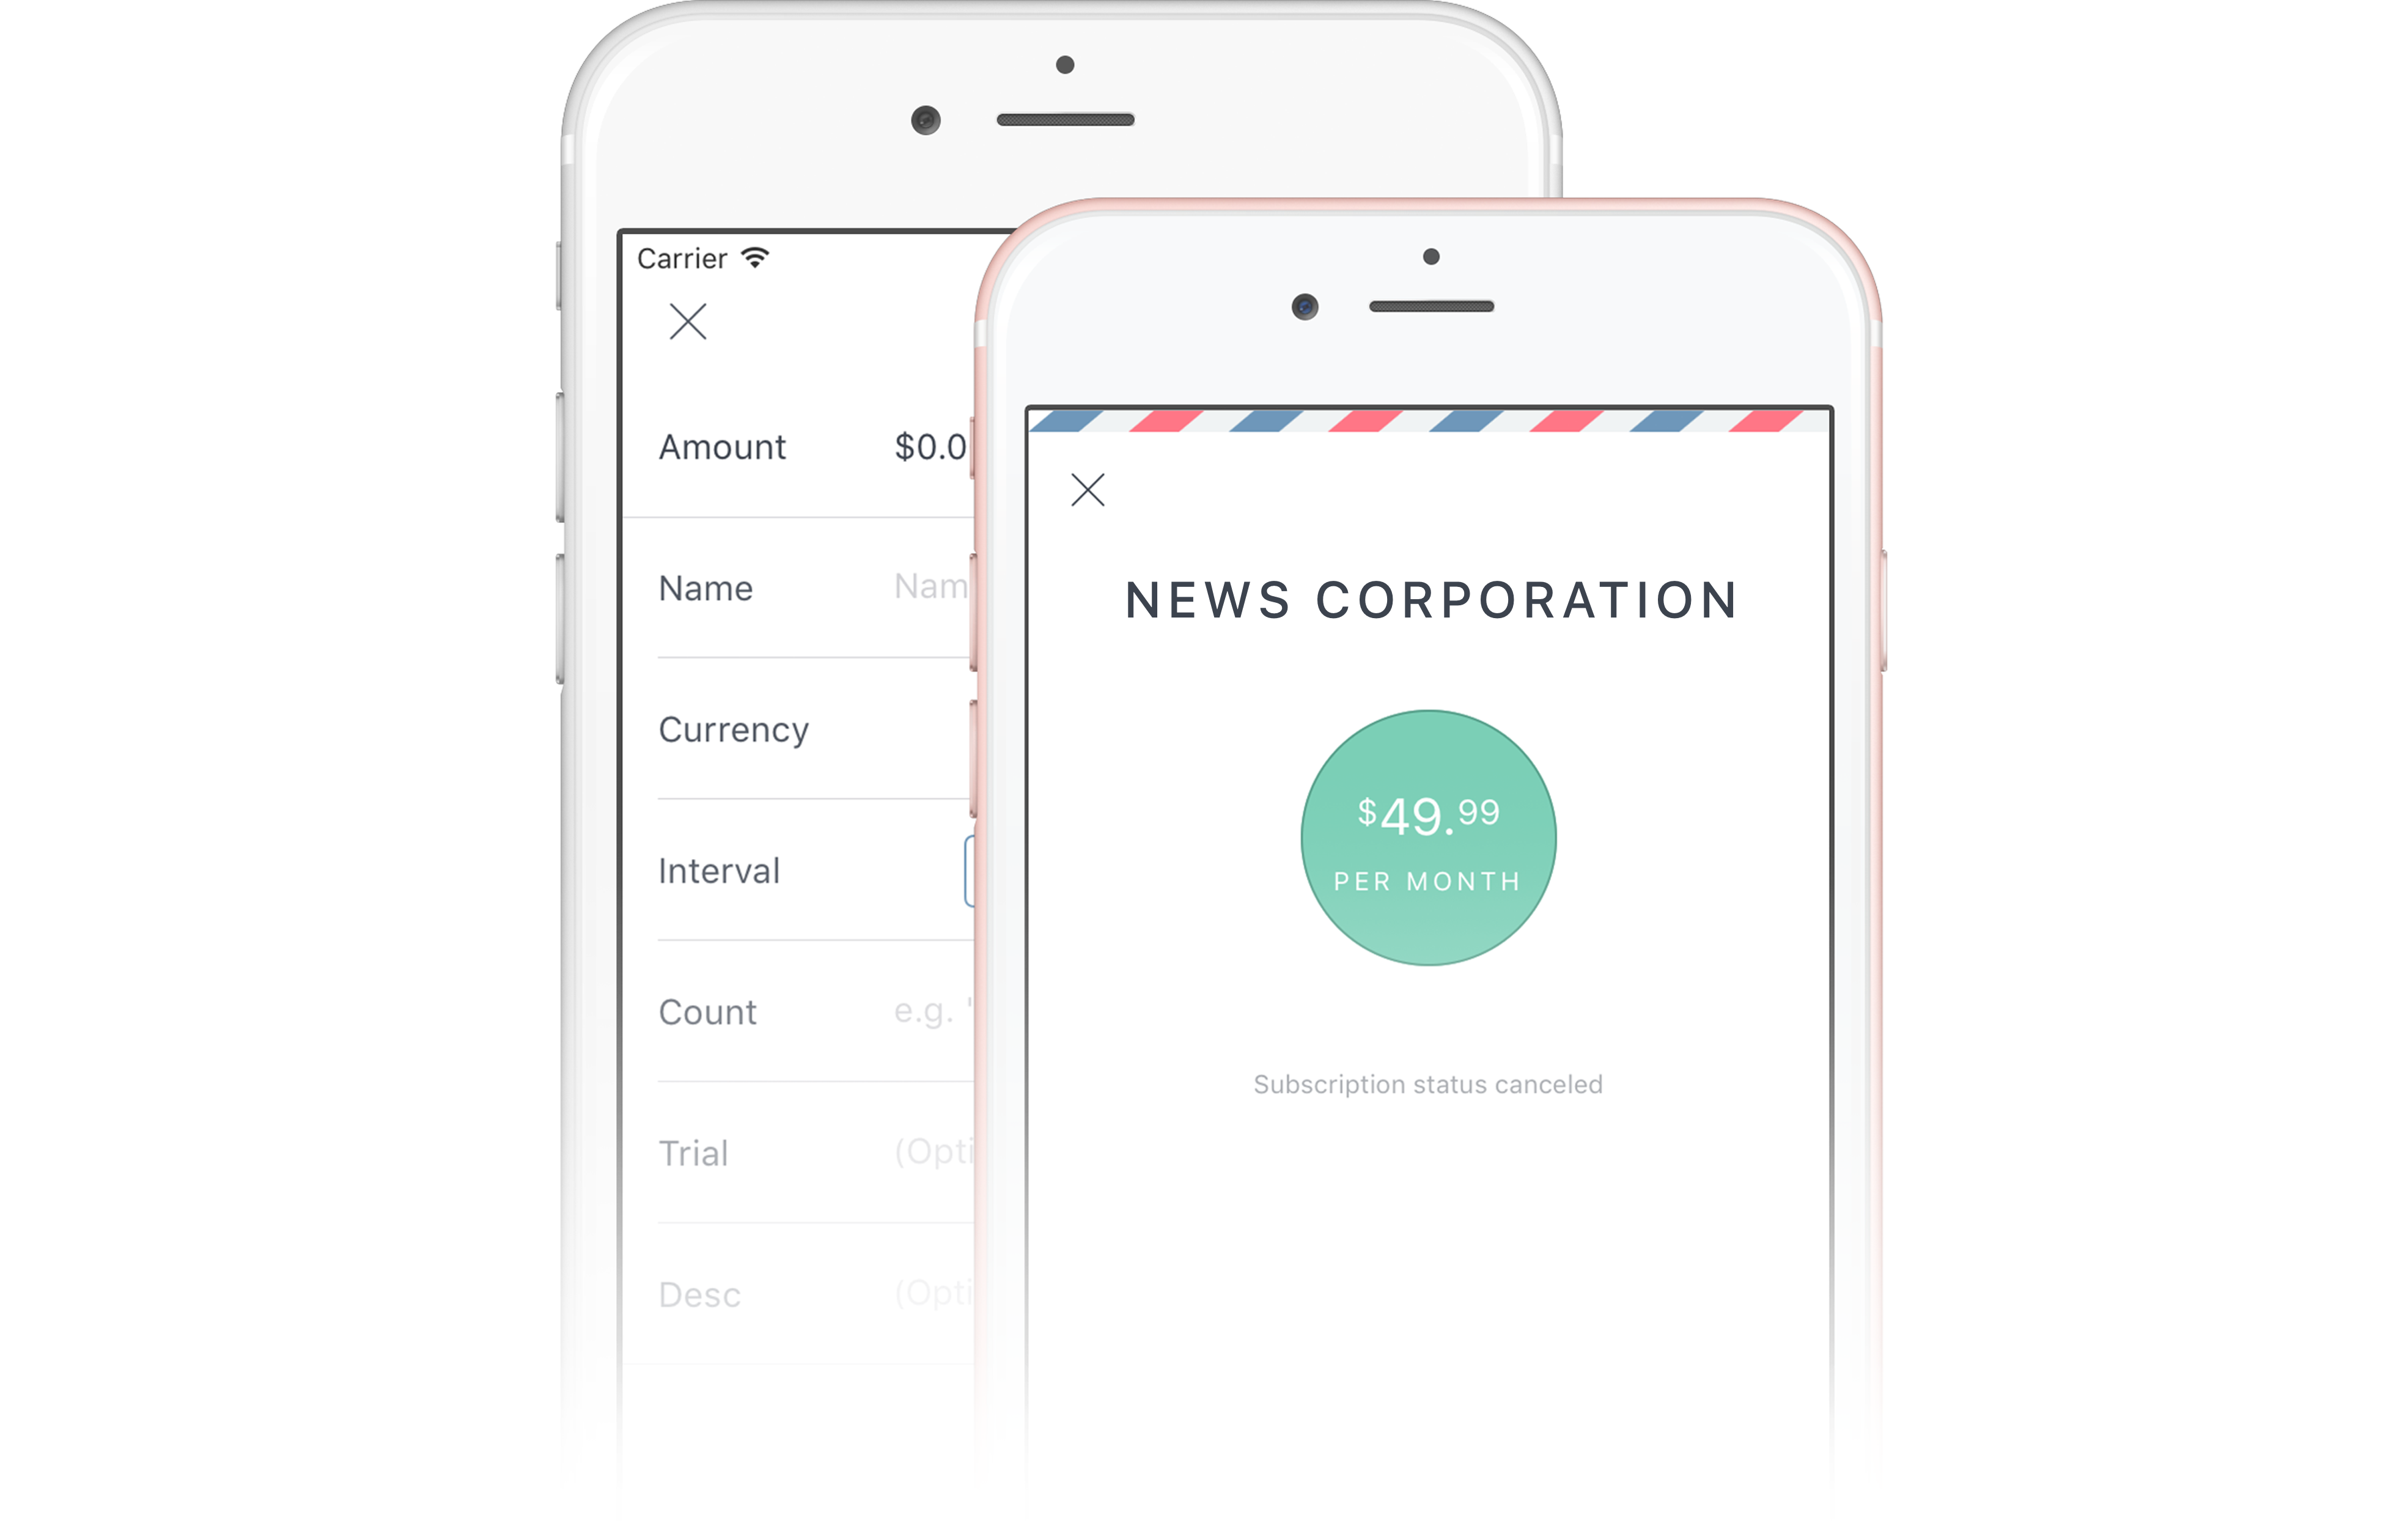 Carrier
Amount $0.0
Name Nam
Currency
Interval
Count e.g. '
Trial (Opti
Desc (Opti
NEWS CORPORATION
$49.99
PER MONTH
Subscription status canceled